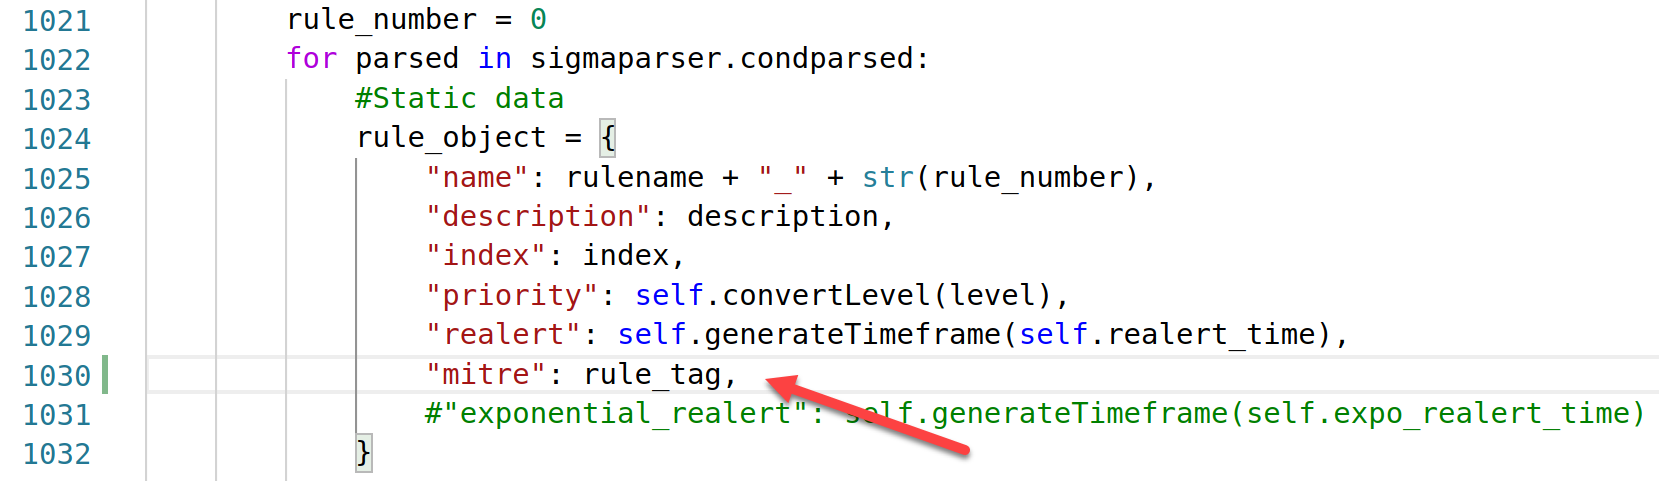 1021 rule_number = 0
1022 for parsed in sigmaparser.condparsed:
1023 #Static data
1024 rule_object = {
1025 "name": rulename + "_" + str(rule_number),
1026 "description": description,
1027 "index": index,
1028 "priority": self.convertLevel(level),
1029 "realert": self.generateTimeframe(self.realert_time),
1030 "mitre": rule_tag,
1031 #"exponential_realert": self.generateTimeframe(self.expo_realert_time)
1032 }